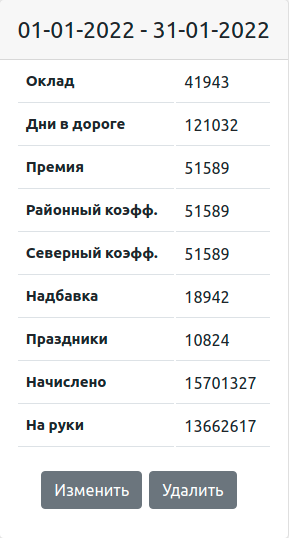 01-01-2022 - 31-01-2022
Оклад 41943
Дни в дороге 121032
Премия 51589
Районный коэфф. 51589
Северный коэфф. 51589
Надбавка 18942
Праздники 10824
Начислено 15701327
На руки 13662617
Изменить Удалить